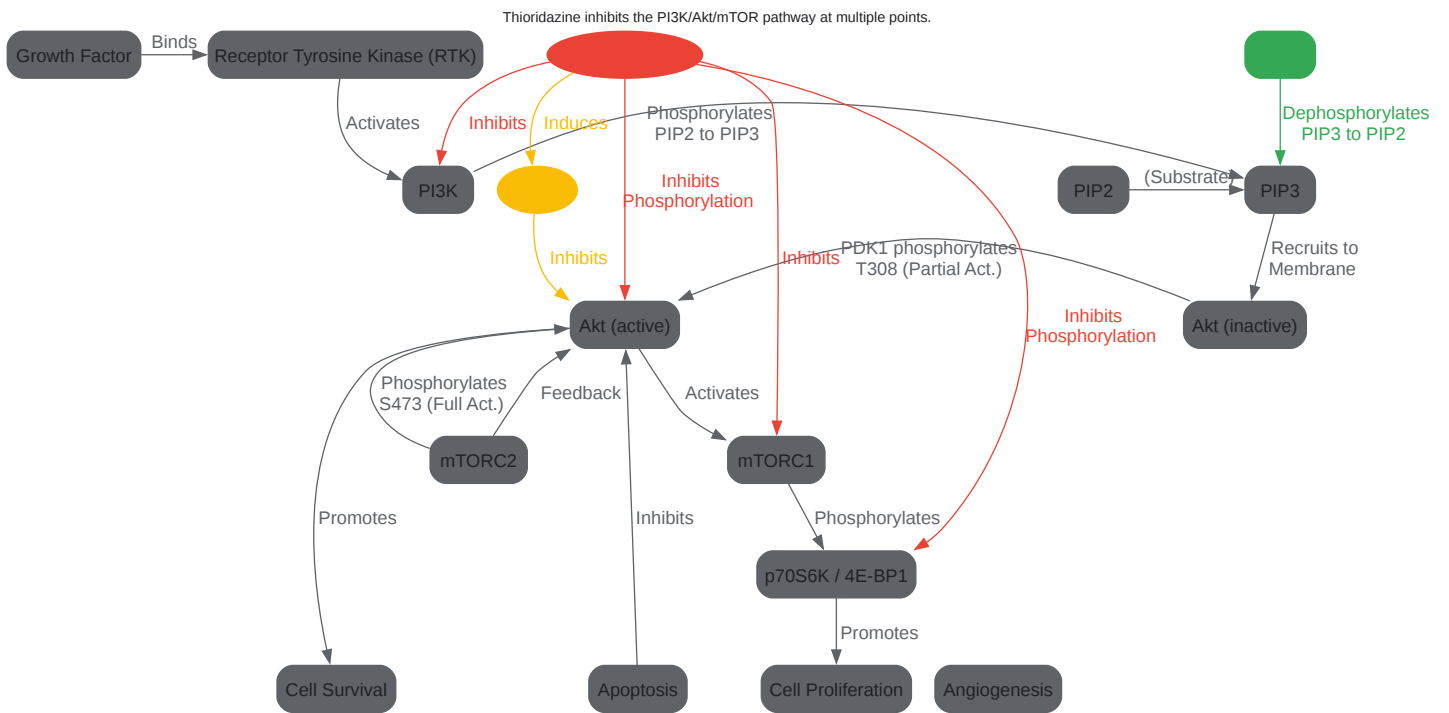 Thioridazine inhibits the PI3K/Akt/mTOR pathway at multiple points.
Growth Factor
Binds
Receptor Tyrosine Kinase (RTK)
Activates
Inhibits
Induces
Phosphorylates
PIP2 to PIP3
Dephosphorylates
PIP3 to PIP2
PI3K
Inhibits
Phosphorylation
PIP2
(Substrate)
PIP3
Inhibits
Inhibits
PDK1 phosphorylates
T308 (Partial Act.)
Recruits to
Membrane
Akt (active)
Inhibits
Phosphorylation
Akt (inactive)
Phosphorylates
S473 (Full Act.)
Feedback
Activates
mTORC2
mTORC1
Promotes
Inhibits
Phosphorylates
p70S6K / 4E-BP1
Promotes
Cell Survival
Apoptosis
Cell Proliferation
Angiogenesis